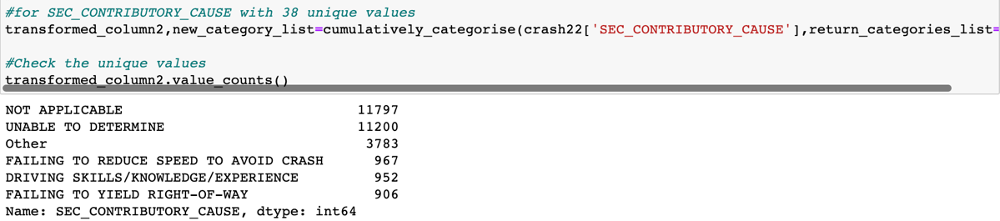 #for SEC_CONTRIBUTORY_CAUSE with 38 unique values
transformed_column2,new_category_list=cumulatively_categorise(crash22['SEC_CONTRIBUTORY_CAUSE'],return_categories_list=
#Check the unique values
transformed_column2.value_counts()
NOT APPLICABLE 11797
UNABLE TO DETERMINE 11200
Other 3783
FAILING TO REDUCE SPEED TO AVOID CRASH 967
DRIVING SKILLS/KNOWLEDGE/EXPERIENCE 952
FAILING TO YIELD RIGHT-OF-WAY 906
Name: SEC_CONTRIBUTORY_CAUSE, dtype: int64